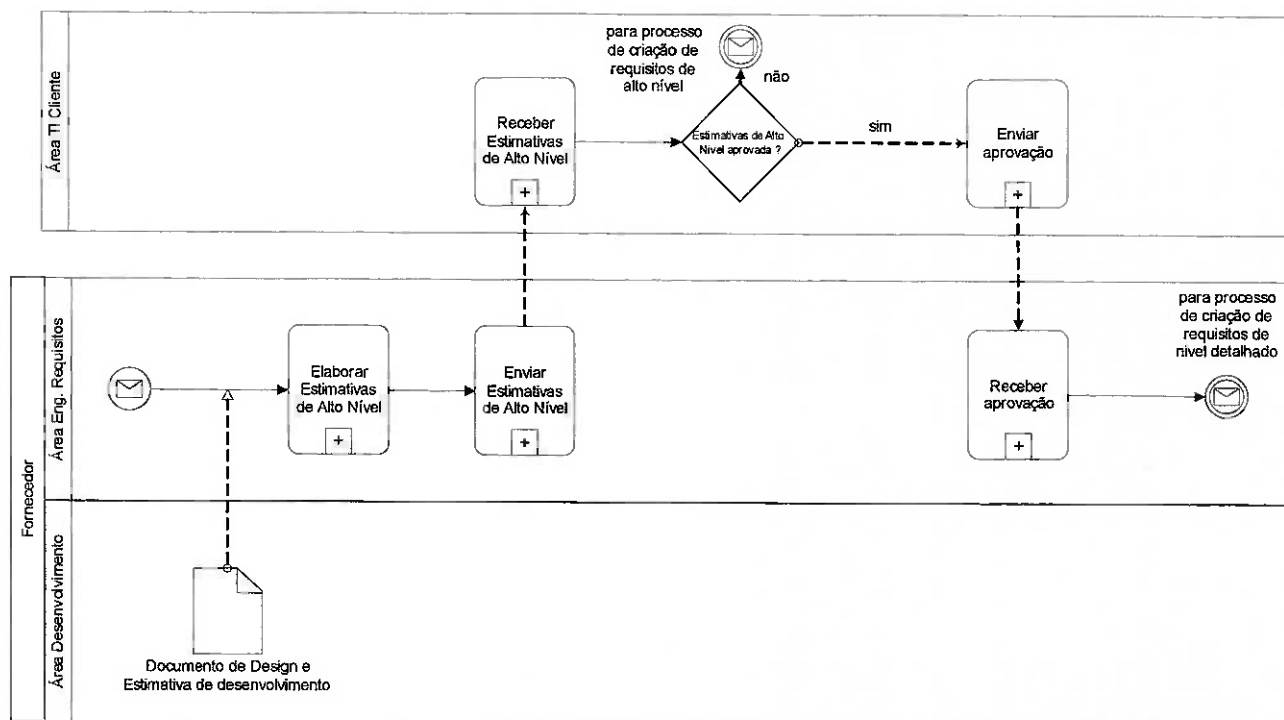 Área TI Cliente
para processo
de criação de
requisitos de
alto nível
não
Receber
Estimativas
de Alto Nível
Estimativas de Alto
Nível aprovada ?
sim
Enviar
aprovação
Fornecedor
Área Eng. Requisitos
Elaborar
Estimativas
de Alto Nível
Enviar
Estimativas
de Alto Nível
Receber
aprovação
para processo
de criação de
requisitos de
nivel detalhado
Área Desenvolvimento
Documento de Design e
Estimativa de desenvolvimento